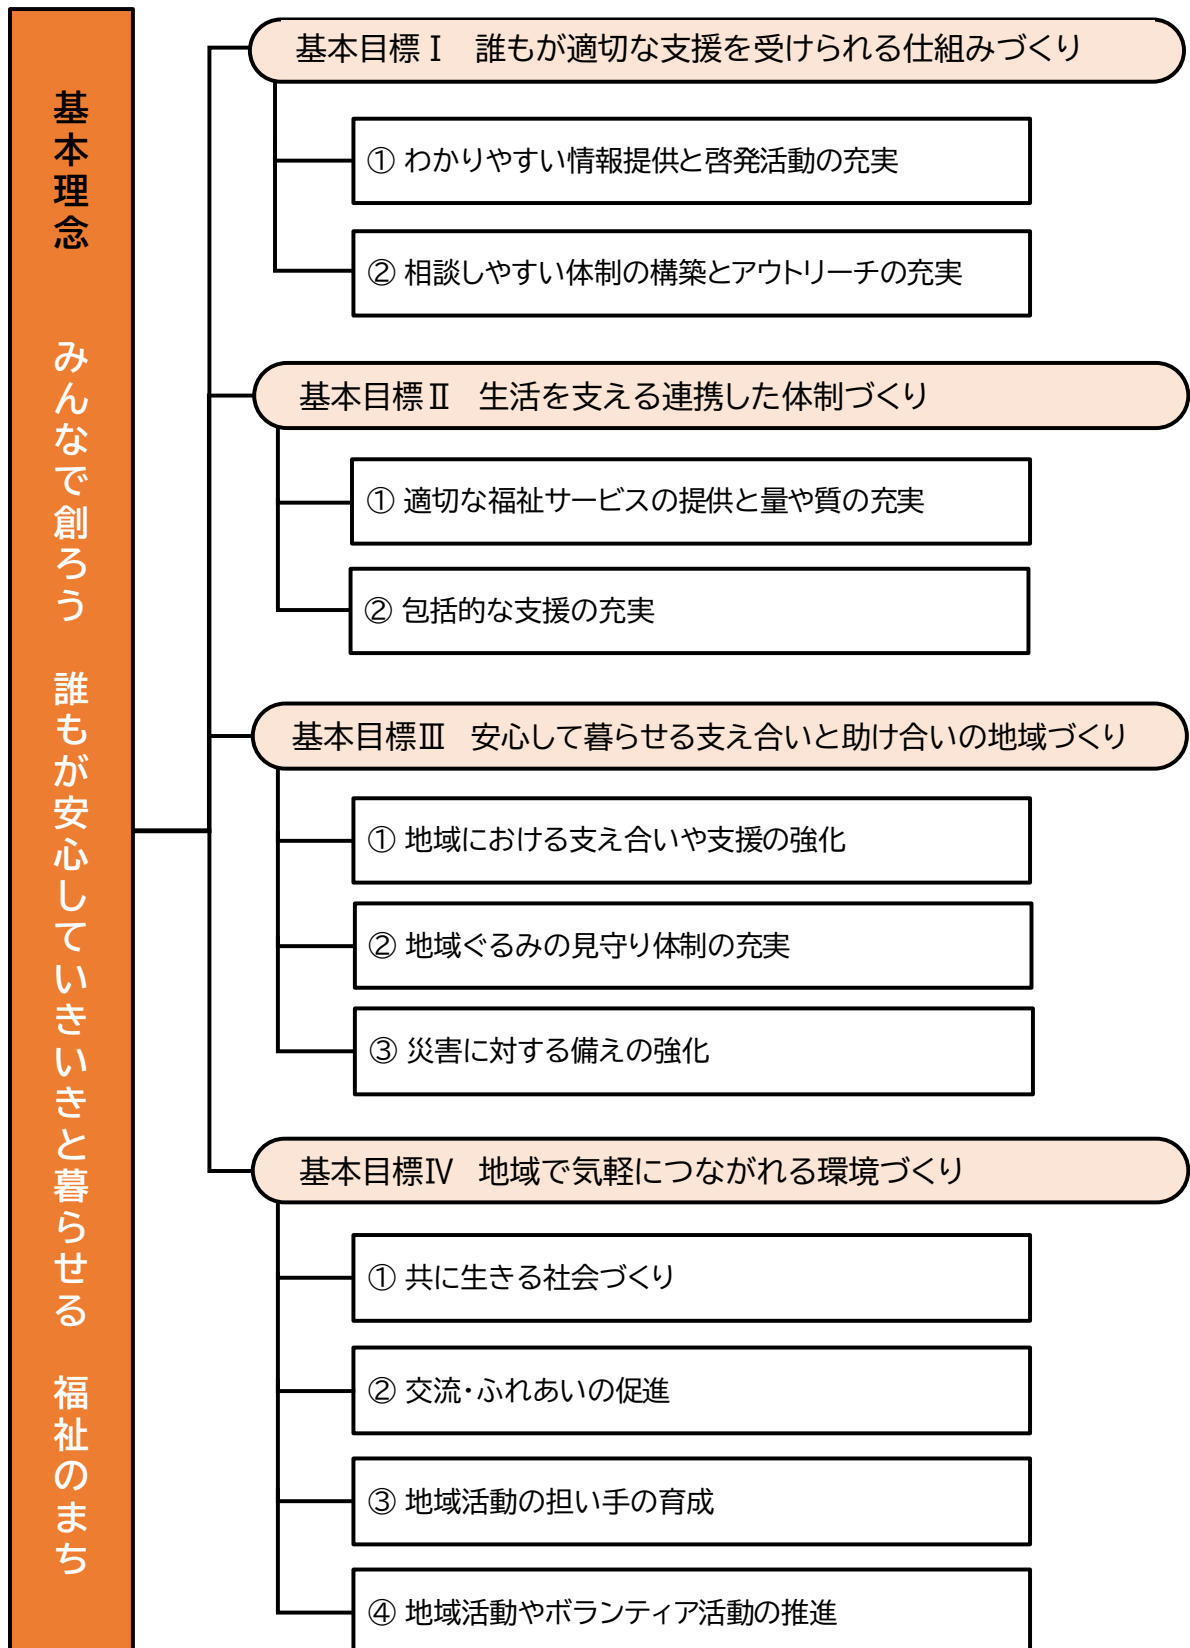 基本理念　みんなで創ろう　誰もが安心していきいきと暮らせる　福祉のまち
基本目標Ⅰ　誰もが適切な支援を受けられる仕組みづくり
① わかりやすい情報提供と啓発活動の充実
② 相談しやすい体制の構築とアウトリーチの充実
基本目標Ⅱ　生活を支える連携した体制づくり
① 適切な福祉サービスの提供と量や質の充実
② 包括的な支援の充実
基本目標Ⅲ　安心して暮らせる支え合いと助け合いの地域づくり
① 地域における支え合いや支援の強化
② 地域ぐるみの見守り体制の充実
③ 災害に対する備えの強化
基本目標Ⅳ　地域で気軽につながれる環境づくり
① 共に生きる社会づくり
② 交流・ふれあいの促進
③ 地域活動の担い手の育成
④ 地域活動やボランティア活動の推進